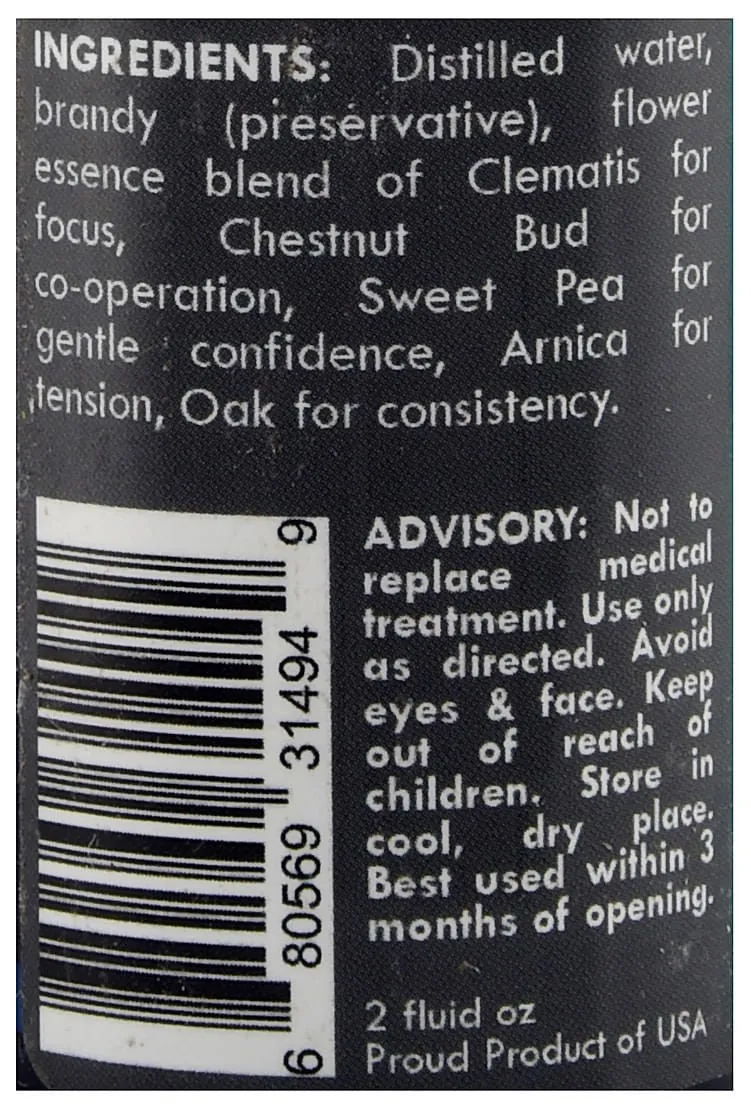 INGREDIENTS: Distilled water,
brandy (preservative), flower
essence blend of Clematis for
focus, Chestnut Bud for
co-operation, Sweet Pea for
gentle confidence, Arnica for
tension, Oak for consistency.
6 80569 31494 9
ADVISORY: Not to
replace medical
treatment. Use only
as directed. Avoid
eyes & face. Keep
out of reach of
children. Store in
cool, dry place.
Best used within 3
months of opening.
2 fluid oz
Proud Product of USA